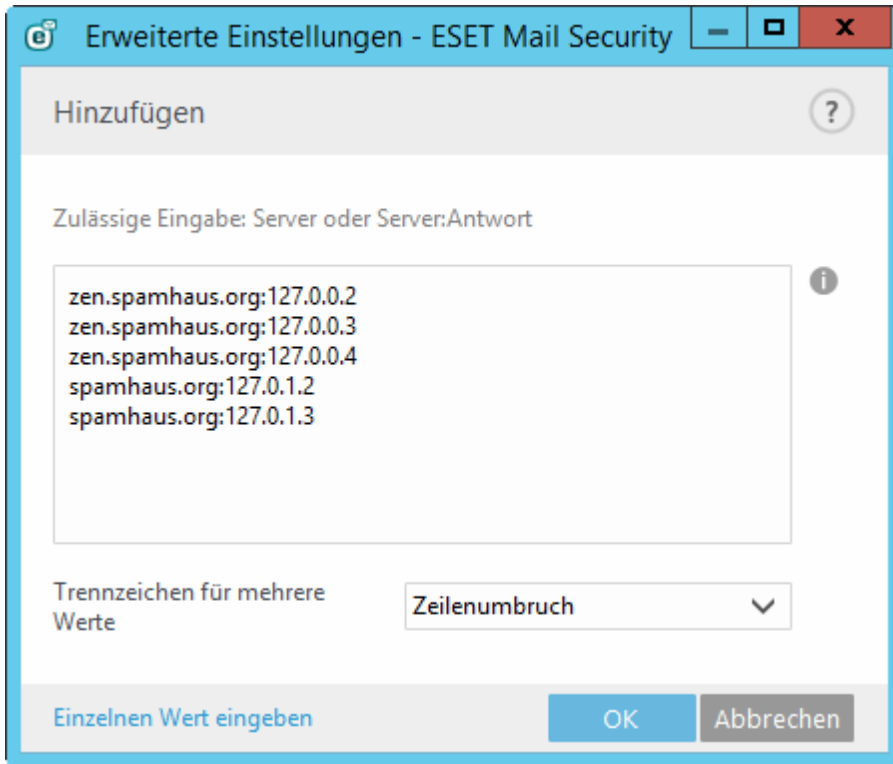 Erweiterte Einstellungen - ESET Mail Security
Hinzufügen
?
Zulässige Eingabe: Server oder Server:Antwort
zen.spamhaus.org:127.0.0.2
zen.spamhaus.org:127.0.0.3
zen.spamhaus.org:127.0.0.4
spamhaus.org:127.0.1.2
spamhaus.org:127.0.1.3
Trennzeichen für mehrere
Werte
Zeilenumbruch
Einzelnen Wert eingeben
OK
Abbrechen